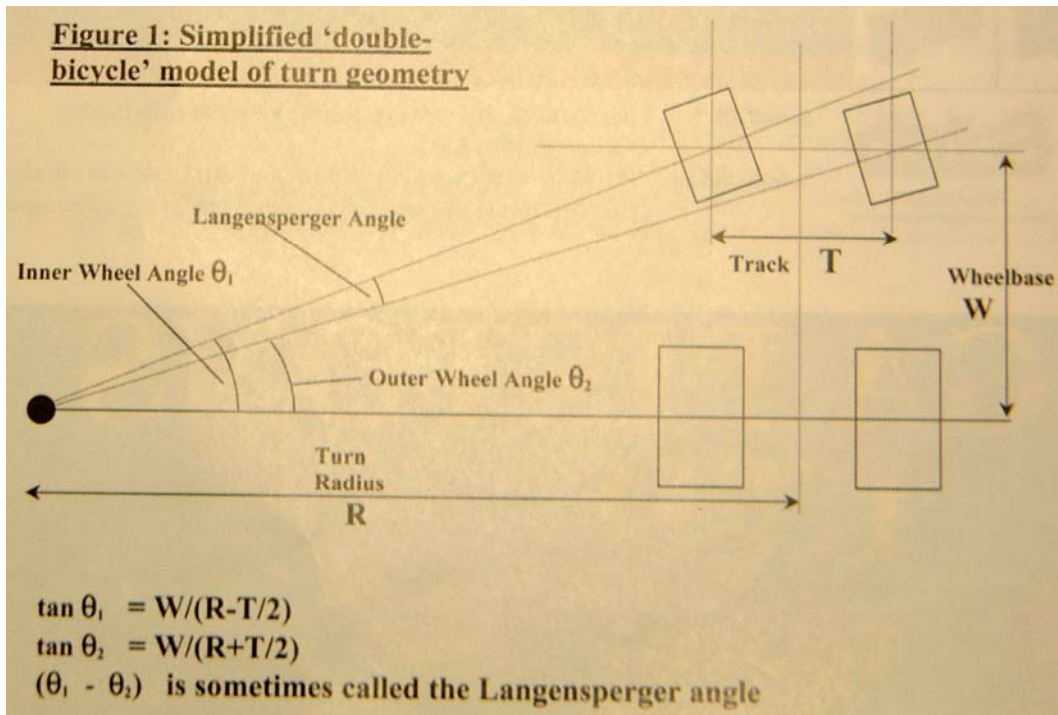 Figure 1: Simplified ‘double-
bicycle’ model of turn geometry
Langensperger Angle
Inner Wheel Angle θ₁
Track T
Wheelbase
W
Outer Wheel Angle θ₂
Turn
Radius
R
tan θ₁ = W/(R-T/2)
tan θ₂ = W/(R+T/2)
(θ₁ - θ₂) is sometimes called the Langensperger angle